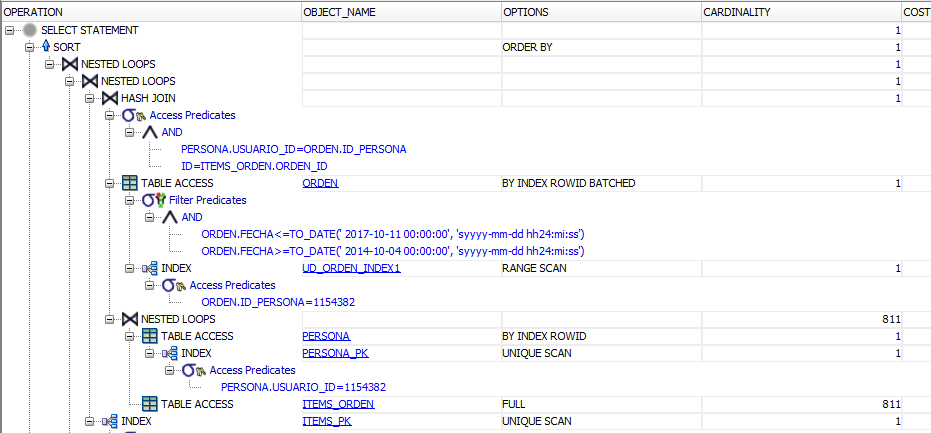 OPERATION OBJECT_NAME OPTIONS CARDINALITY COST
SELECT STATEMENT 1
SORT ORDER BY 1
NESTED LOOPS 1
NESTED LOOPS 1
HASH JOIN 1
Access Predicates
AND
PERSONA.USUARIO_ID=ORDEN.ID_PERSONA
ID=ITEMS_ORDEN.ORDEN_ID
TABLE ACCESS ORDEN BY INDEX ROWID BATCHED 1
Filter Predicates
AND
ORDEN.FECHA<=TO_DATE(' 2017-10-11 00:00:00', 'syyyy-mm-dd hh24:mi:ss')
ORDEN.FECHA>=TO_DATE(' 2014-10-04 00:00:00', 'syyyy-mm-dd hh24:mi:ss')
INDEX UD_ORDEN_INDEX1 RANGE SCAN 1
Access Predicates
ORDEN.ID_PERSONA=1154382
NESTED LOOPS 811
TABLE ACCESS PERSONA BY INDEX ROWID 1
INDEX PERSONA_PK UNIQUE SCAN 1
Access Predicates
PERSONA.USUARIO_ID=1154382
TABLE ACCESS ITEMS_ORDEN FULL 811
INDEX ITEMS_PK UNIQUE SCAN 1